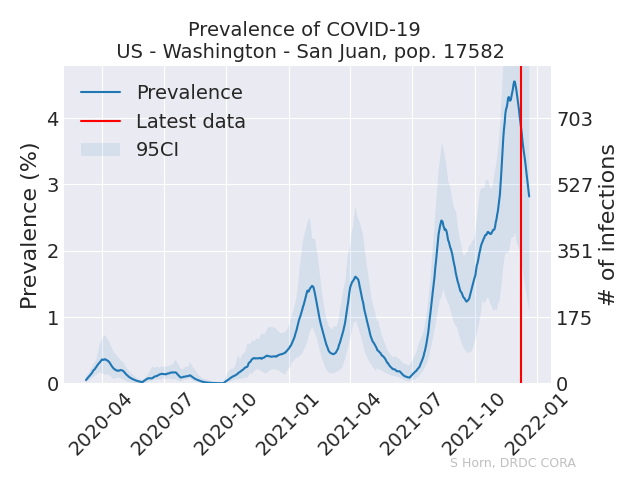 Prevalence of COVID-19
US - Washington - San Juan, pop. 17582
Prevalence
Latest data
95CI
Prevalence (%)
4
3
2
1
0
703
527
351
175
0
# of infections
2020-04
2020-07
2020-10
2021-01
2021-04
2021-07
2021-10
2022-01
S Horn, DRDC CORA